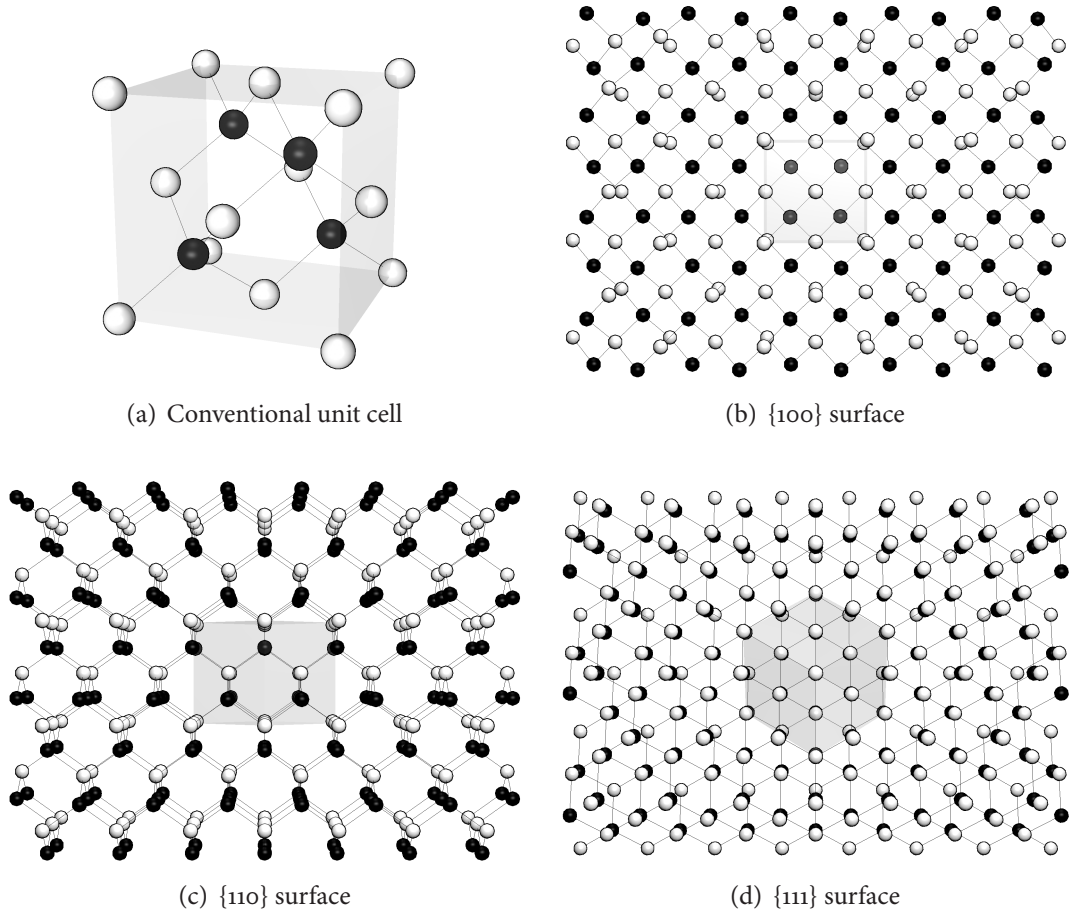 (a) Conventional unit cell
(b) {100} surface
(c) {110} surface
(d) {111} surface